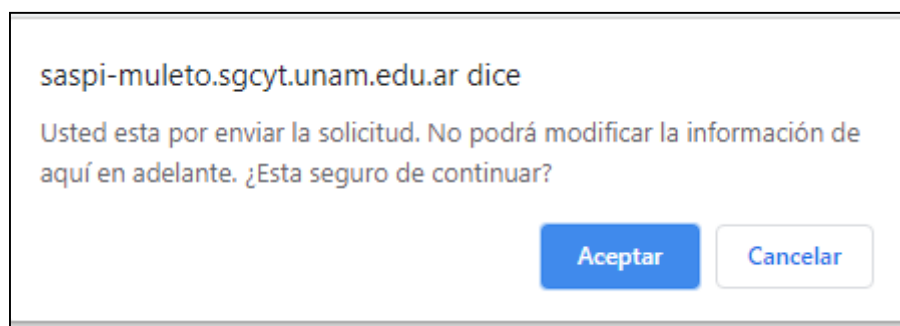 saspi-muleto.sgcyt.unam.edu.ar dice
Usted esta por enviar la solicitud. No podrá modificar la información de
aquí en adelante. ¿Esta seguro de continuar?
Aceptar
Cancelar